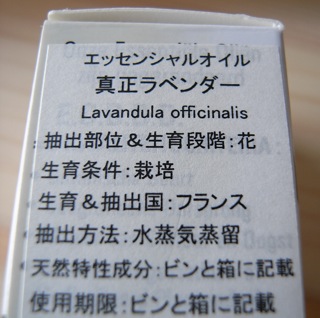 エッセンシャルオイル
真正ラベンダー
Lavandula officinalis
・抽出部位＆生育段階：花
・生育条件：栽培
・生育＆抽出国：フランス
・抽出方法：水蒸気蒸留
・天然特性成分：ビンと箱に記載
使用期限：ビンと箱に記載